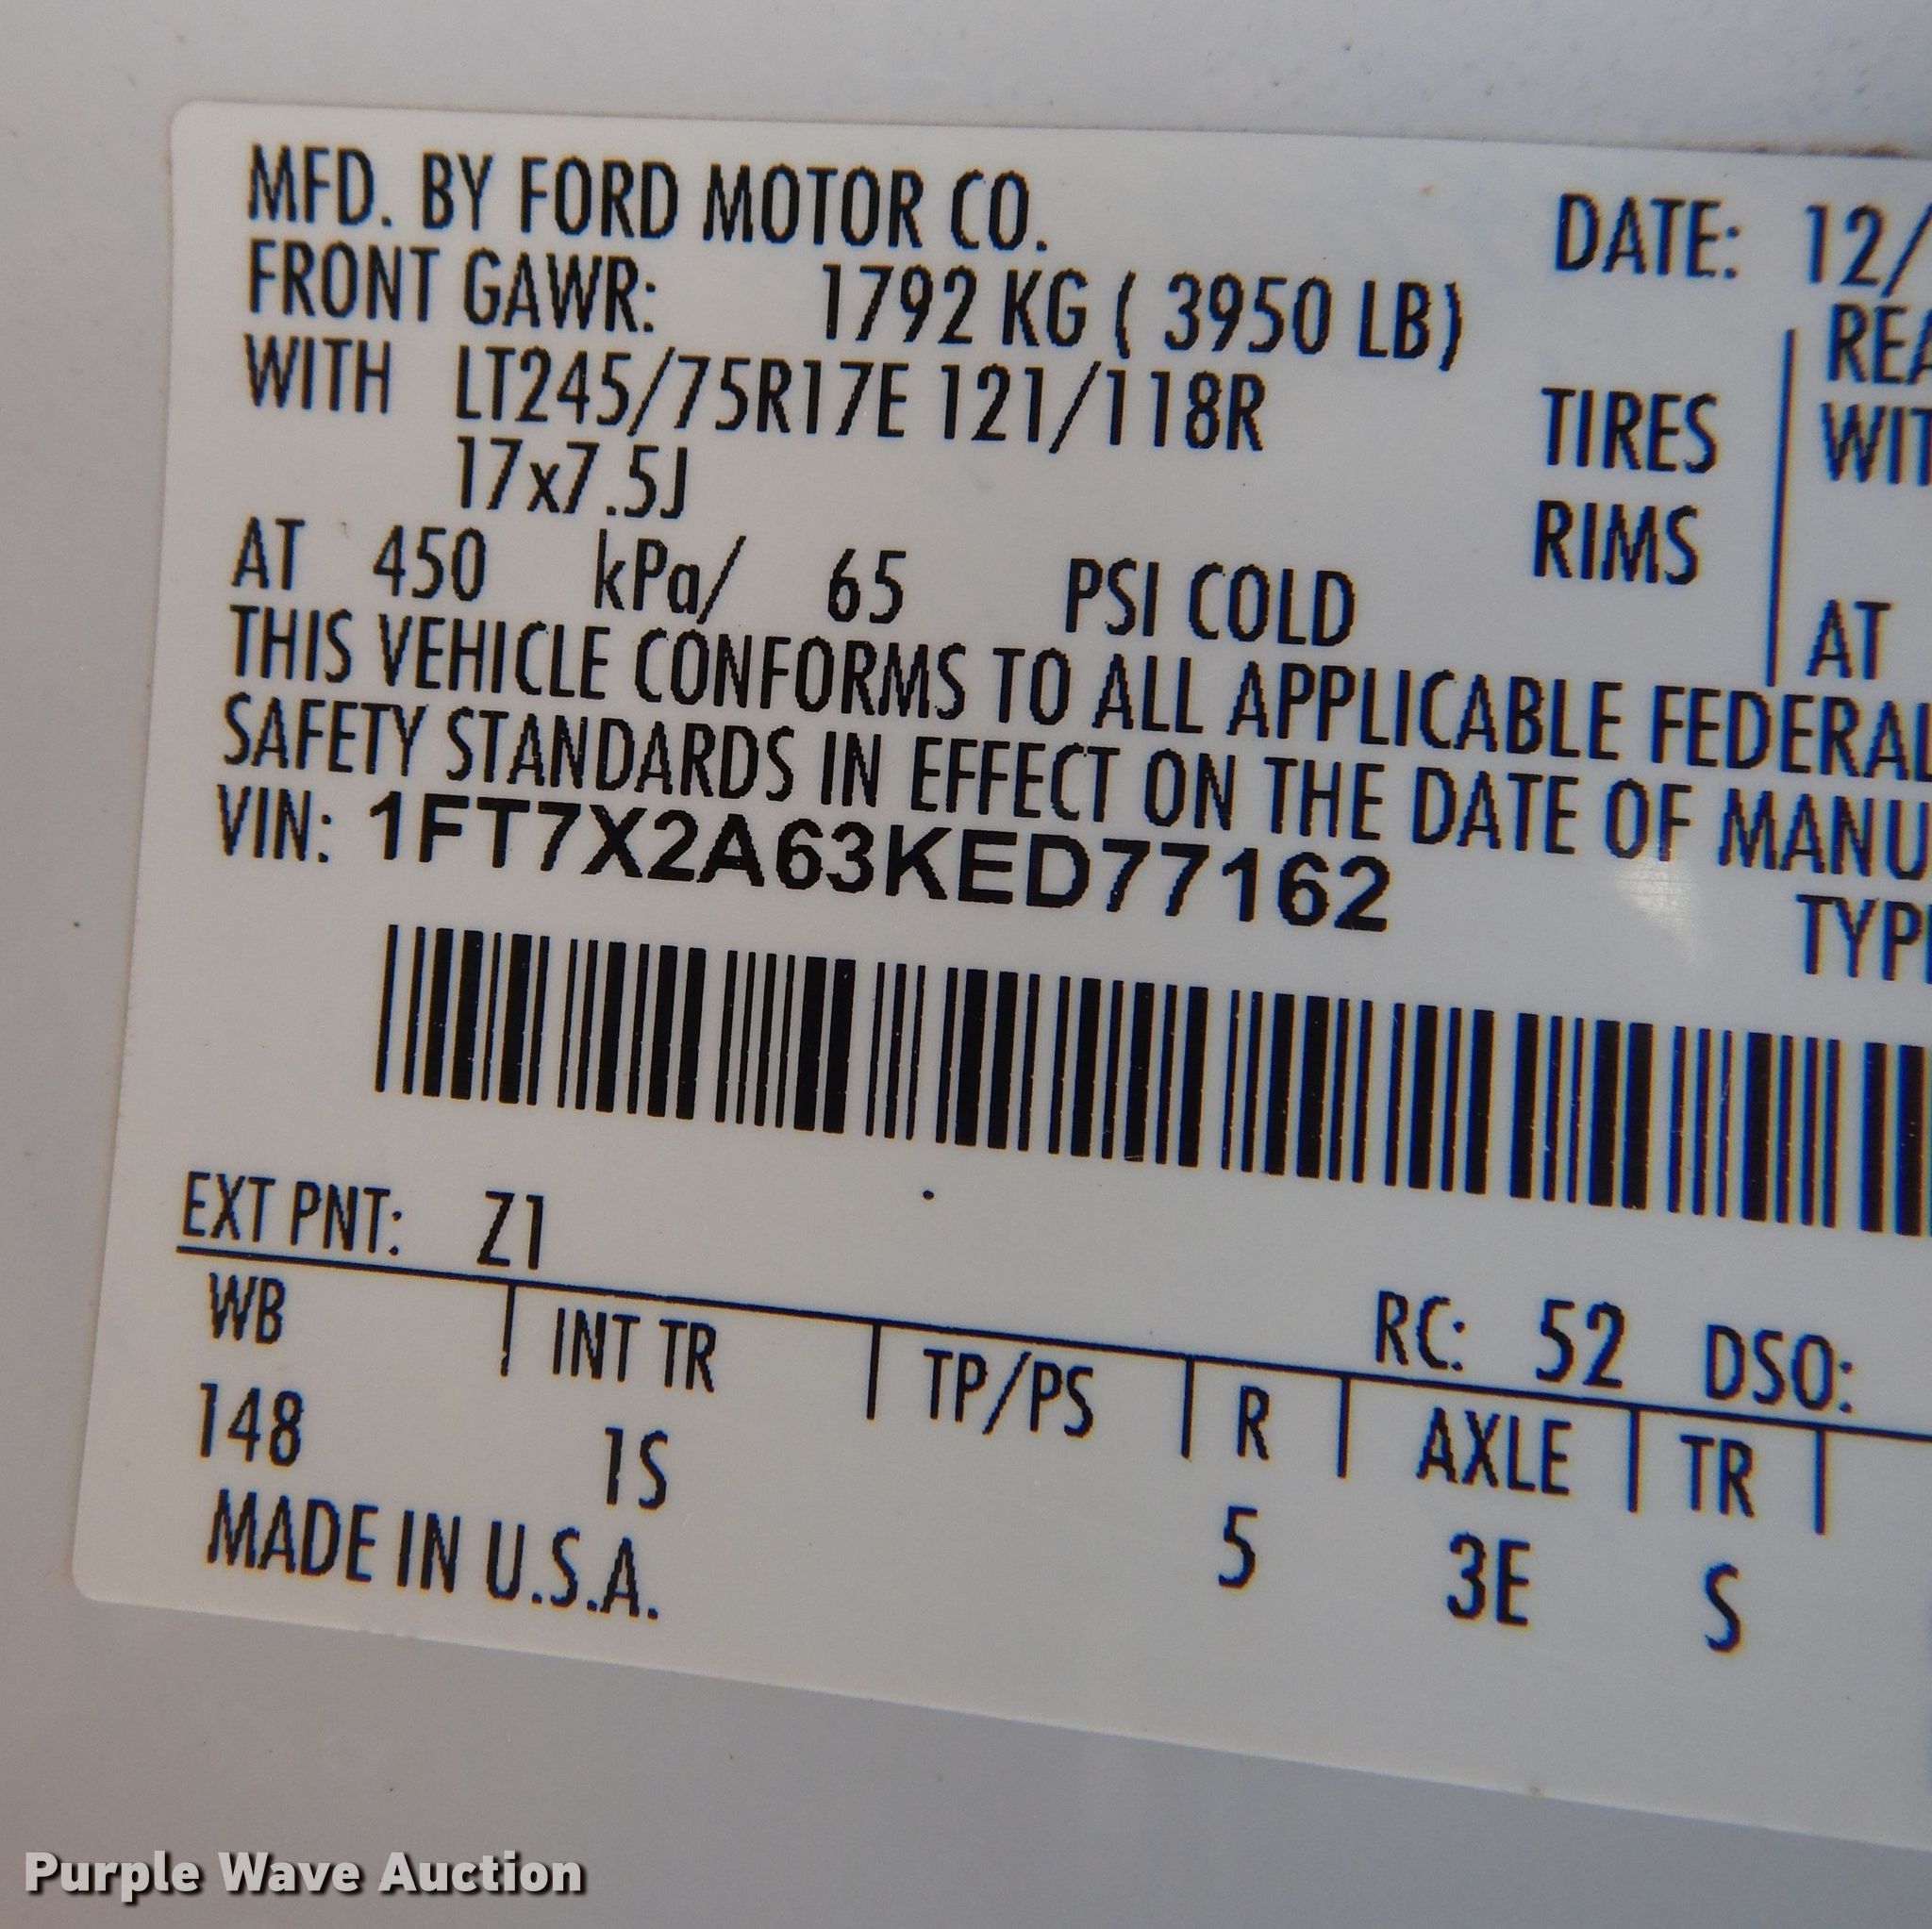 MFD. BY FORD MOTOR CO.
DATE: 12/
FRONT GAWR: 1792 KG ( 3950 LB)
WITH LT245/75R17E 121/118R TIRES
17x7.5J RIMS
AT 450 kPa/ 65 PSI COLD
AT
THIS VEHICLE CONFORMS TO ALL APPLICABLE FEDERAL
SAFETY STANDARDS IN EFFECT ON THE DATE OF MANU
VIN: 1FT7X2A63KED77162
TYP
EXT PNT: Z1
RC: 52 DSO:
WB INT TR TP/PS R AXLE TR
148 1S 5 3E S
MADE IN U.S.A.
Purple Wave Auction